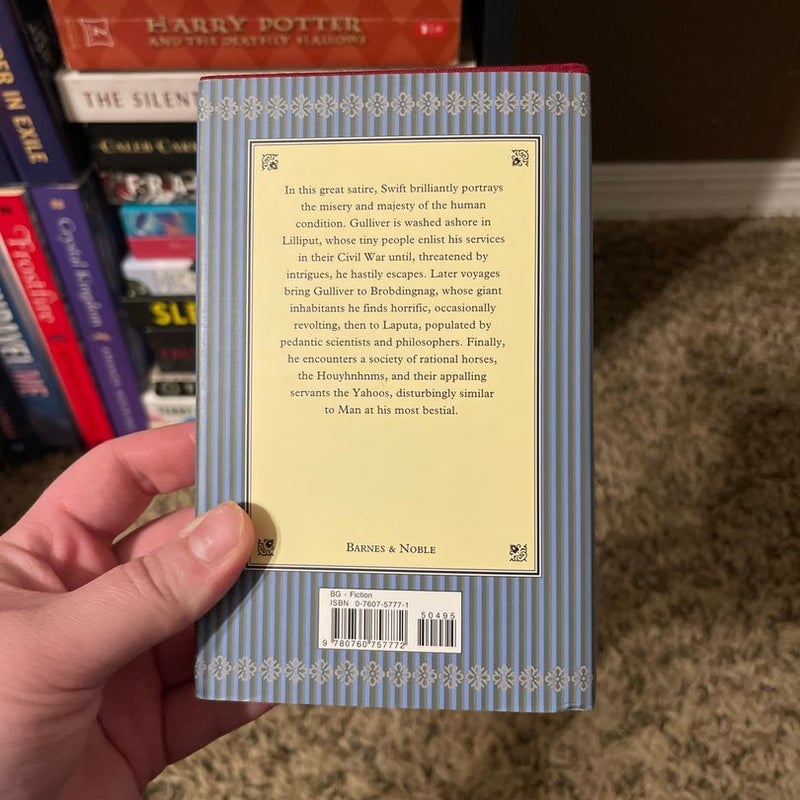 HARRY POTTER
AND THE DEATHLY HALLOWS
THE SILENT
CALEB
IN EXILE
Frostfire
Crystal Kingdom
In this great satire, Swift brilliantly portrays
the misery and majesty of the human
condition. Gulliver is washed ashore in
Lilliput, whose tiny people enlist his services
in their Civil War until, threatened by
intrigues, he hastily escapes. Later voyages
bring Gulliver to Brobdingnag, whose giant
inhabitants he finds horrific, occasionally
revolting, then to Laputa, populated by
pedantic scientists and philosophers. Finally,
he encounters a society of rational horses,
the Houyhnhnms, and their appalling
servants the Yahoos, disturbingly similar
to Man at his most bestial.
BARNES & NOBLE
BG - Fiction
ISBN 0-7607-5777-1
50495
9 780760 757772